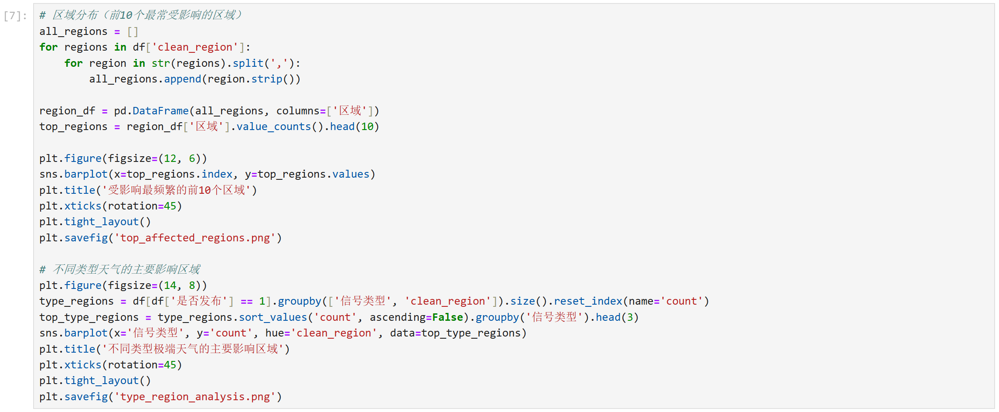 [7]:
# 区域分布（前10个最常受影响的区域）
all_regions = []
for regions in df['clean_region']:
    for region in str(regions).split(','):
        all_regions.append(region.strip())

region_df = pd.DataFrame(all_regions, columns=['区域'])
top_regions = region_df['区域'].value_counts().head(10)

plt.figure(figsize=(12, 6))
sns.barplot(x=top_regions.index, y=top_regions.values)
plt.title('受影响最频繁的前10个区域')
plt.xticks(rotation=45)
plt.tight_layout()
plt.savefig('top_affected_regions.png')

# 不同类型天气的主要影响区域
plt.figure(figsize=(14, 8))
type_regions = df[df['是否发布'] == 1].groupby(['信号类型', 'clean_region']).size().reset_index(name='count')
top_type_regions = type_regions.sort_values('count', ascending=False).groupby('信号类型').head(3)
sns.barplot(x='信号类型', y='count', hue='clean_region', data=top_type_regions)
plt.title('不同类型极端天气的主要影响区域')
plt.xticks(rotation=45)
plt.tight_layout()
plt.savefig('type_region_analysis.png')